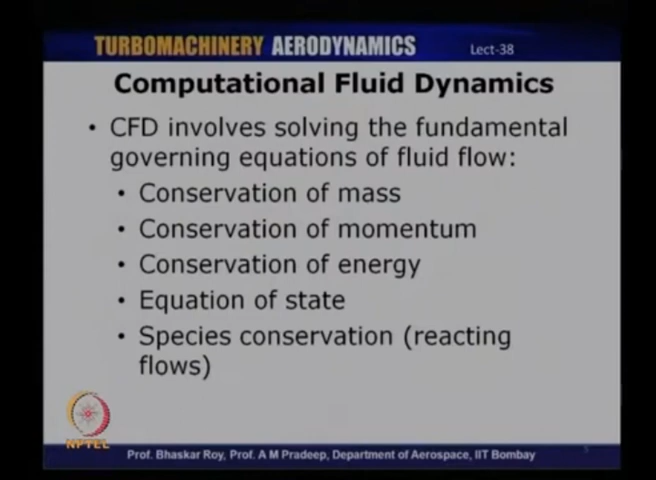 TURBOMACHINERY AERODYNAMICS Lect-38
Computational Fluid Dynamics
• CFD involves solving the fundamental
governing equations of fluid flow:
• Conservation of mass
• Conservation of momentum
• Conservation of energy
• Equation of state
• Species conservation (reacting
flows)
NPTEL
Prof. Bhaskar Roy, Prof. A M Pradeep, Department of Aerospace, IIT Bombay